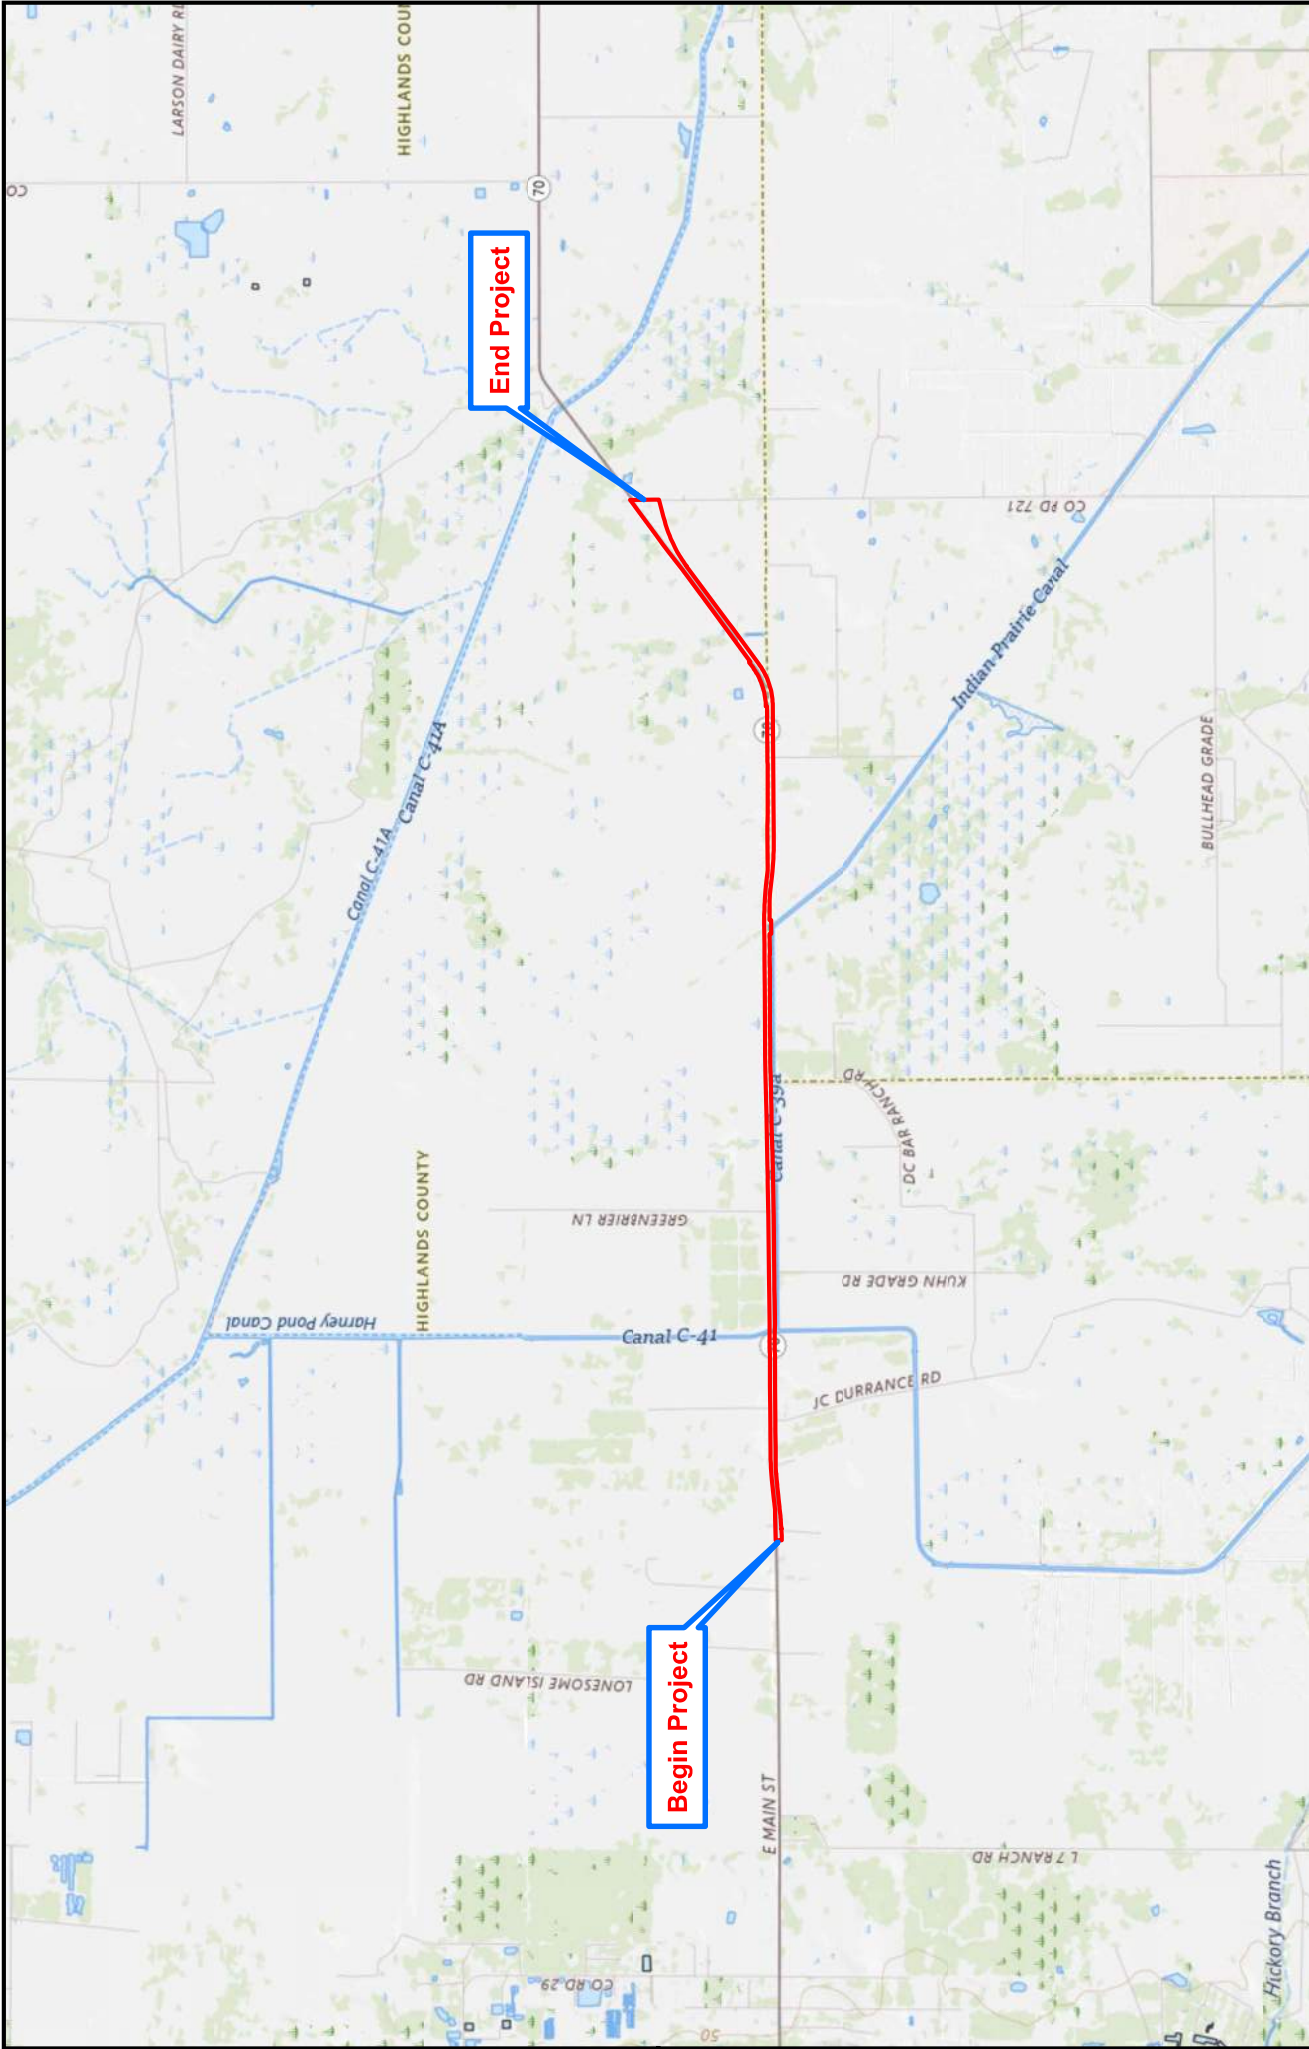 LARSON DAIRY RD
HIGHLANDS COUN
CO
70
End Project
CO RD 721
Canal C-41A
Canal C-41A
Indian Prairie Canal
BULLHEAD GRADE
70
Canal C-39a
DC BAR RANCH RD
HIGHLANDS COUNTY
GREENBRIER LN
KUHN GRADE RD
Harney Pond Canal
Canal C-41
70
JC DURRANCE RD
LONESOME ISLAND RD
Begin Project
E MAIN ST
L 7 RANCH RD
Hickory Branch
CO RD 29
50